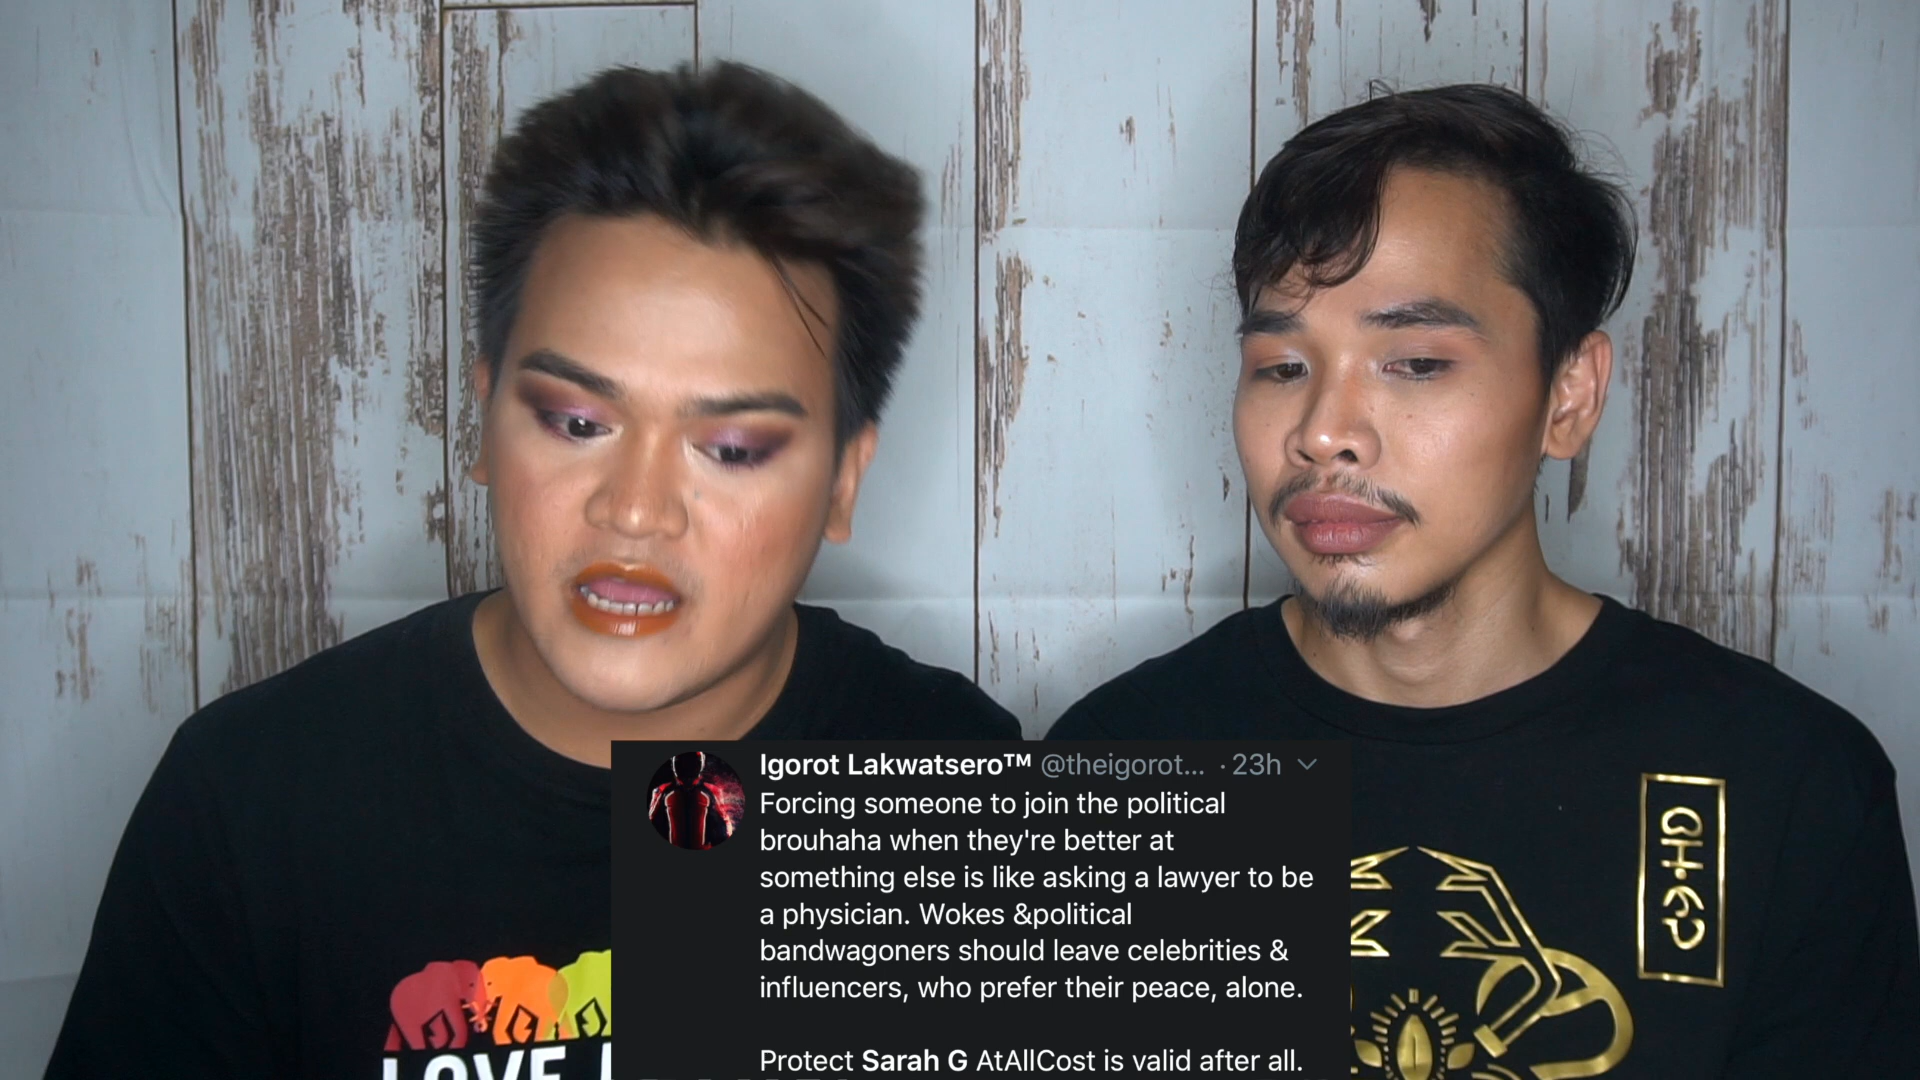 Igorot Lakwatsero™ @theigorot... · 23h
Forcing someone to join the political
brouhaha when they're better at
something else is like asking a lawyer to be
a physician. Wokes &political
bandwagoners should leave celebrities &
influencers, who prefer their peace, alone.
Protect Sarah G AtAllCost is valid after all.
LOVE